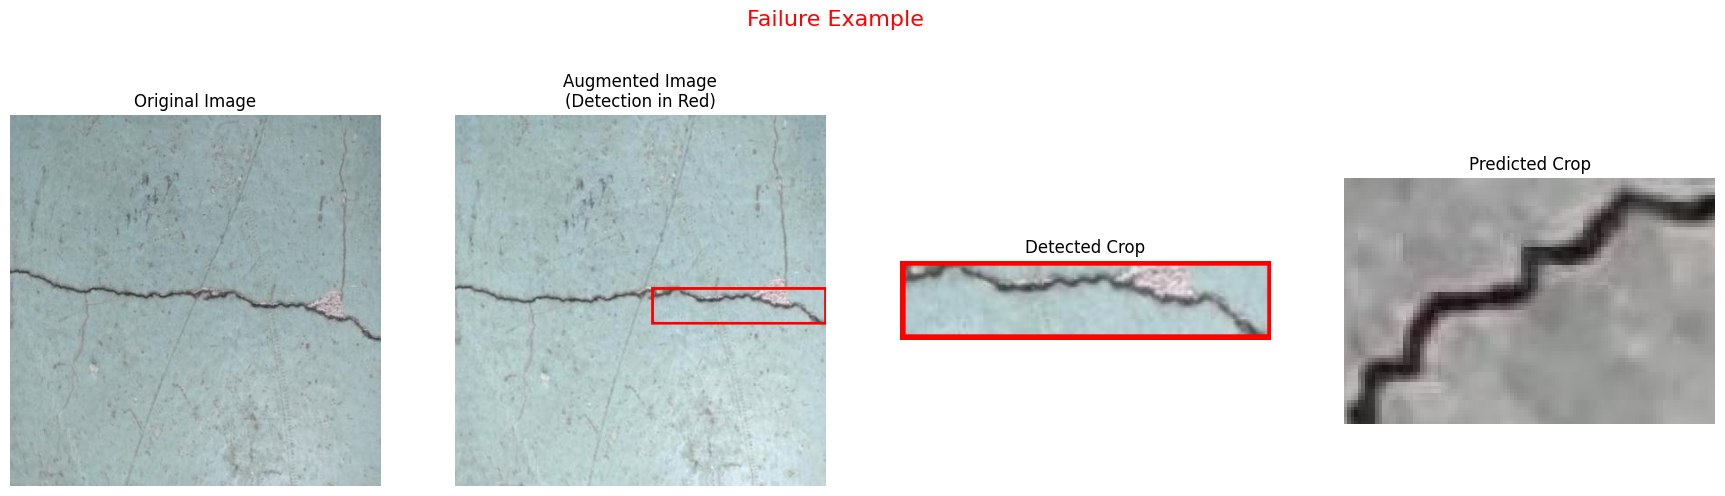 Failure Example
Original Image
Augmented Image
(Detection in Red)
Detected Crop
Predicted Crop